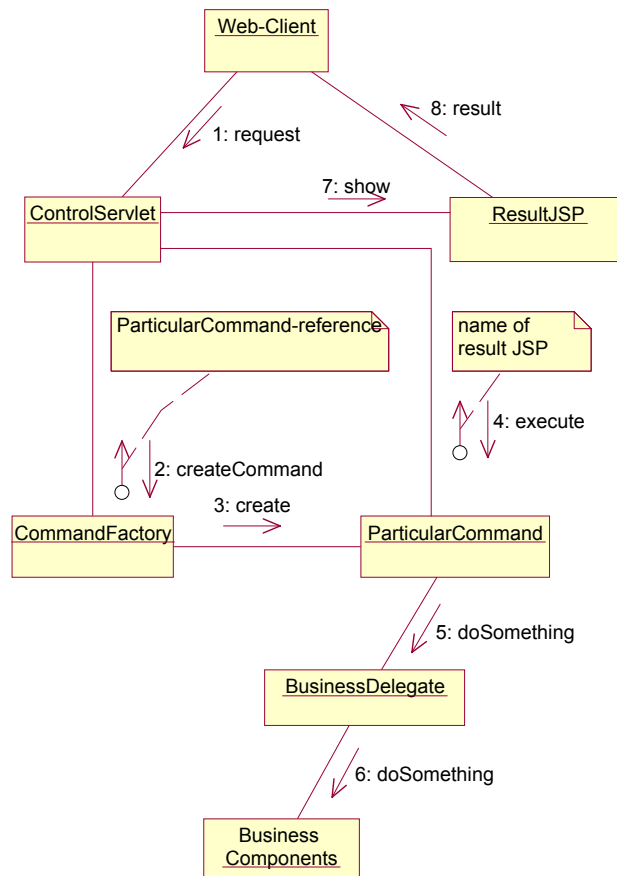 Web-Client
8: result
1: request
7: show
ControlServlet
ResultJSP
ParticularCommand-reference
name of
result JSP
4: execute
2: createCommand
3: create
CommandFactory
ParticularCommand
5: doSomething
BusinessDelegate
6: doSomething
Business
Components